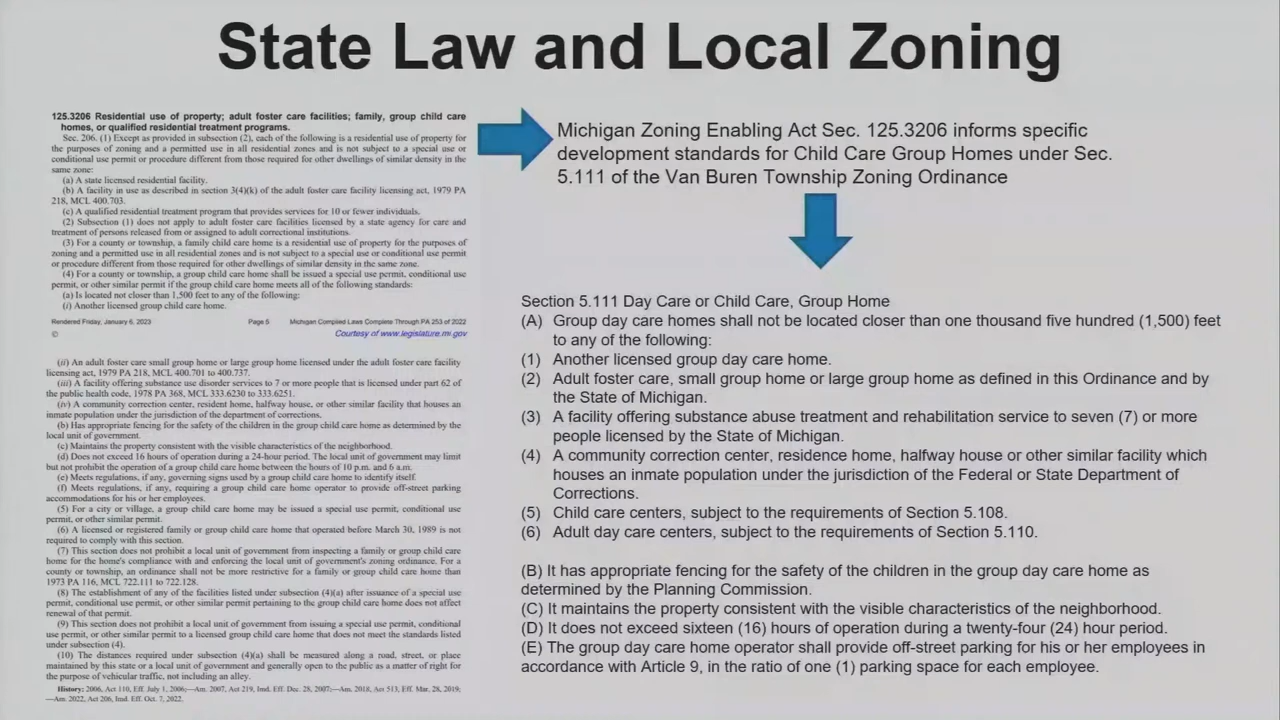 State Law and Local Zoning
125.3206 Residential use of property; adult foster care facilities; family, group child care
homes, or qualified residential treatment programs.
Sec. 206. (1) Except as provided in subsection (2), each of the following is a residential use of property for
the purposes of zoning and a permitted use in all residential zones and is not subject to a special use or
conditional use permit or procedure different from those required for other dwellings of similar density in the
same zone:
(a) A state licensed residential facility.
(b) A facility in use as described in section 3(4)(k) of the adult foster care facility licensing act, 1979 PA
218, MCL 400.703.
(c) A qualified residential treatment program that provides services for 10 or fewer individuals.
(2) Subsection (1) does not apply to adult foster care facilities licensed by a state agency for care and
treatment of persons released from or assigned to adult correctional institutions.
(3) For a county or township, a family child care home is a residential use of property for the purposes of
zoning and a permitted use in all residential zones and is not subject to a special use or conditional use permit
or procedure different from those required for other dwellings of similar density in the same zone.
(4) For a county or township, a group child care home shall be issued a special use permit, conditional use
permit, or other similar permit if the group child care home meets all of the following standards:
(a) Is located not closer than 1,500 feet to any of the following:
(i) Another licensed group child care home.
Rendered Friday, January 6, 2023 Page 5 Michigan Compiled Laws Complete Through PA 253 of 2022
© Courtesy of www.legislature.mi.gov
(ii) An adult foster care small group home or large group home licensed under the adult foster care facility
licensing act, 1979 PA 218, MCL 400.701 to 400.737.
(iii) A facility offering substance use disorder services to 7 or more people that is licensed under part 62 of
the public health code, 1978 PA 368, MCL 333.6230 to 333.6251.
(iv) A community correction center, resident home, halfway house, or other similar facility that houses an
inmate population under the jurisdiction of the department of corrections.
(b) Has appropriate fencing for the safety of the children in the group child care home as determined by the
local unit of government.
(c) Maintains the property consistent with the visible characteristics of the neighborhood.
(d) Does not exceed 16 hours of operation during a 24-hour period. The local unit of government may limit
but not prohibit the operation of a group child care home between the hours of 10 p.m. and 6 a.m.
(e) Meets regulations, if any, governing signs used by a group child care home to identify itself.
(f) Meets regulations, if any, requiring a group child care home operator to provide off-street parking
accommodations for his or her employees.
(5) For a city or village, a group child care home may be issued a special use permit, conditional use
permit, or other similar permit.
(6) A licensed or registered family or group child care home that operated before March 30, 1989 is not
required to comply with this section.
(7) This section does not prohibit a local unit of government from inspecting a family or group child care
home for the home's compliance with and enforcing the local unit of government's zoning ordinance. For a
county or township, an ordinance shall not be more restrictive for a family or group child care home than
1973 PA 116, MCL 722.111 to 722.128.
(8) The establishment of any of the facilities listed under subsection (4)(a) after issuance of a special use
permit, conditional use permit, or other similar permit pertaining to the group child care home does not affect
renewal of that permit.
(9) This section does not prohibit a local unit of government from issuing a special use permit, conditional
use permit, or other similar permit to a licensed group child care home that does not meet the standards listed
under subsection (4).
(10) The distances required under subsection (4)(a) shall be measured along a road, street, or place
maintained by this state or a local unit of government and generally open to the public as a matter of right for
the purpose of vehicular traffic, not including an alley.
History: 2006, Act 110, Eff. July 1, 2006;—Am. 2007, Act 219, Imd. Eff. Dec. 28, 2007;—Am. 2018, Act 513, Eff. Mar. 28, 2019;
—Am. 2022, Act 206, Imd. Eff. Oct. 7, 2022.
Michigan Zoning Enabling Act Sec. 125.3206 informs specific
development standards for Child Care Group Homes under Sec.
5.111 of the Van Buren Township Zoning Ordinance
Section 5.111 Day Care or Child Care, Group Home
(A) Group day care homes shall not be located closer than one thousand five hundred (1,500) feet
to any of the following:
(1) Another licensed group day care home.
(2) Adult foster care, small group home or large group home as defined in this Ordinance and by
the State of Michigan.
(3) A facility offering substance abuse treatment and rehabilitation service to seven (7) or more
people licensed by the State of Michigan.
(4) A community correction center, residence home, halfway house or other similar facility which
houses an inmate population under the jurisdiction of the Federal or State Department of
Corrections.
(5) Child care centers, subject to the requirements of Section 5.108.
(6) Adult day care centers, subject to the requirements of Section 5.110.
(B) It has appropriate fencing for the safety of the children in the group day care home as
determined by the Planning Commission.
(C) It maintains the property consistent with the visible characteristics of the neighborhood.
(D) It does not exceed sixteen (16) hours of operation during a twenty-four (24) hour period.
(E) The group day care home operator shall provide off-street parking for his or her employees in
accordance with Article 9, in the ratio of one (1) parking space for each employee.